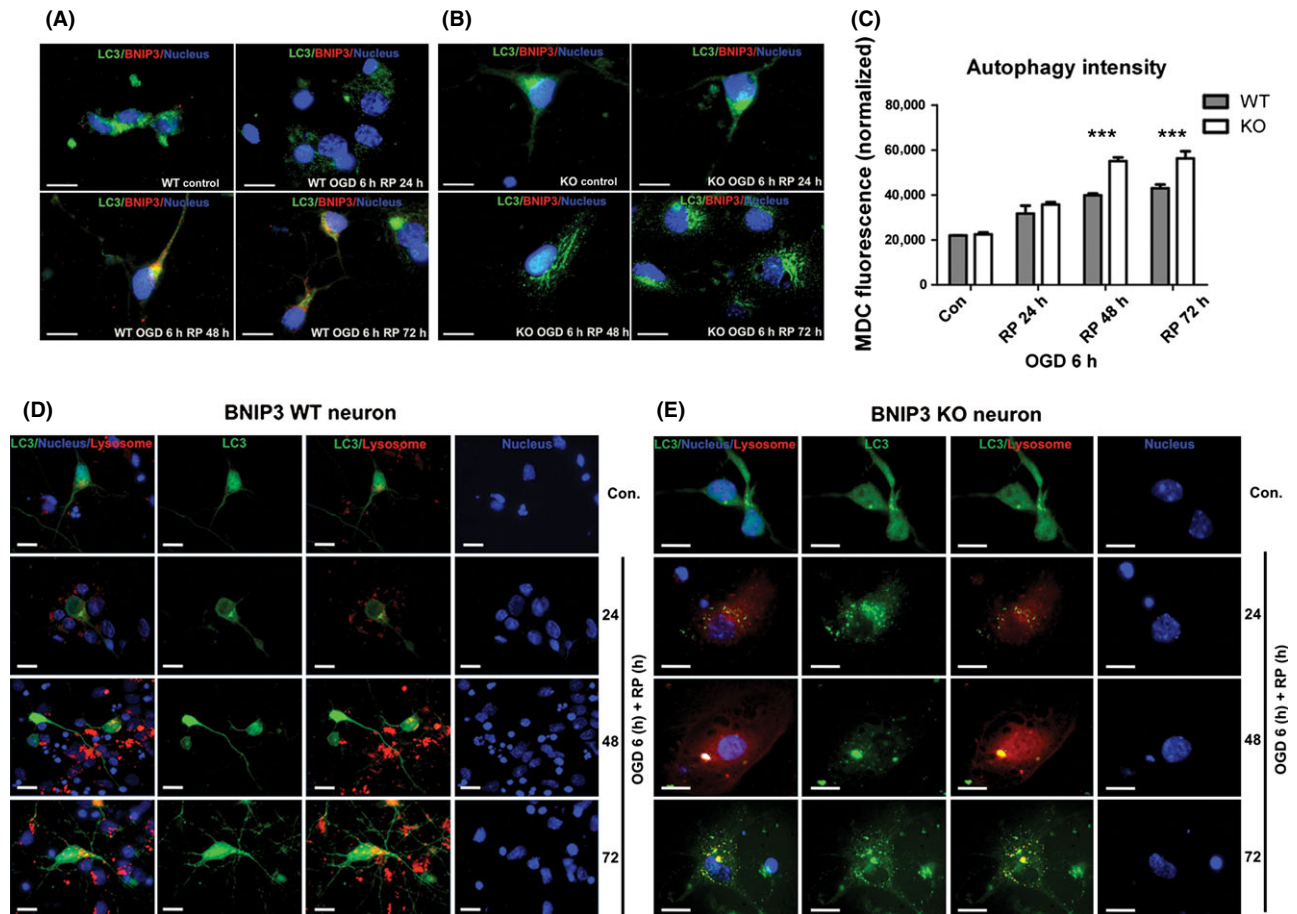 (A)
LC3/BNIP3/Nucleus
LC3/BNIP3/Nucleus
WT control
WT OGD 6 h RP 24 h
LC3/BNIP3/Nucleus
LC3/BNIP3/Nucleus
WT OGD 6 h RP 48 h
WT OGD 6 h RP 72 h
(B)
LC3/BNIP3/Nucleus
LC3/BNIP3/Nucleus
KO control
KO OGD 6 h RP 24 h
LC3/BNIP3/Nucleus
LC3/BNIP3/Nucleus
KO OGD 6 h RP 48 h
KO OGD 6 h RP 72 h
(C)
Autophagy intensity
MDC fluorescence (normalized)
80,000
60,000
40,000
20,000
0
WT
KO
***
***
Con
RP 24 h
RP 48 h
RP 72 h
OGD 6 h
(D)
BNIP3 WT neuron
LC3/Nucleus/Lysosome
LC3
LC3/Lysosome
Nucleus
Con.
24
48
72
OGD 6 (h) + RP (h)
(E)
BNIP3 KO neuron
LC3/Nucleus/Lysosome
LC3
LC3/Lysosome
Nucleus
Con.
24
48
72
OGD 6 (h) + RP (h)